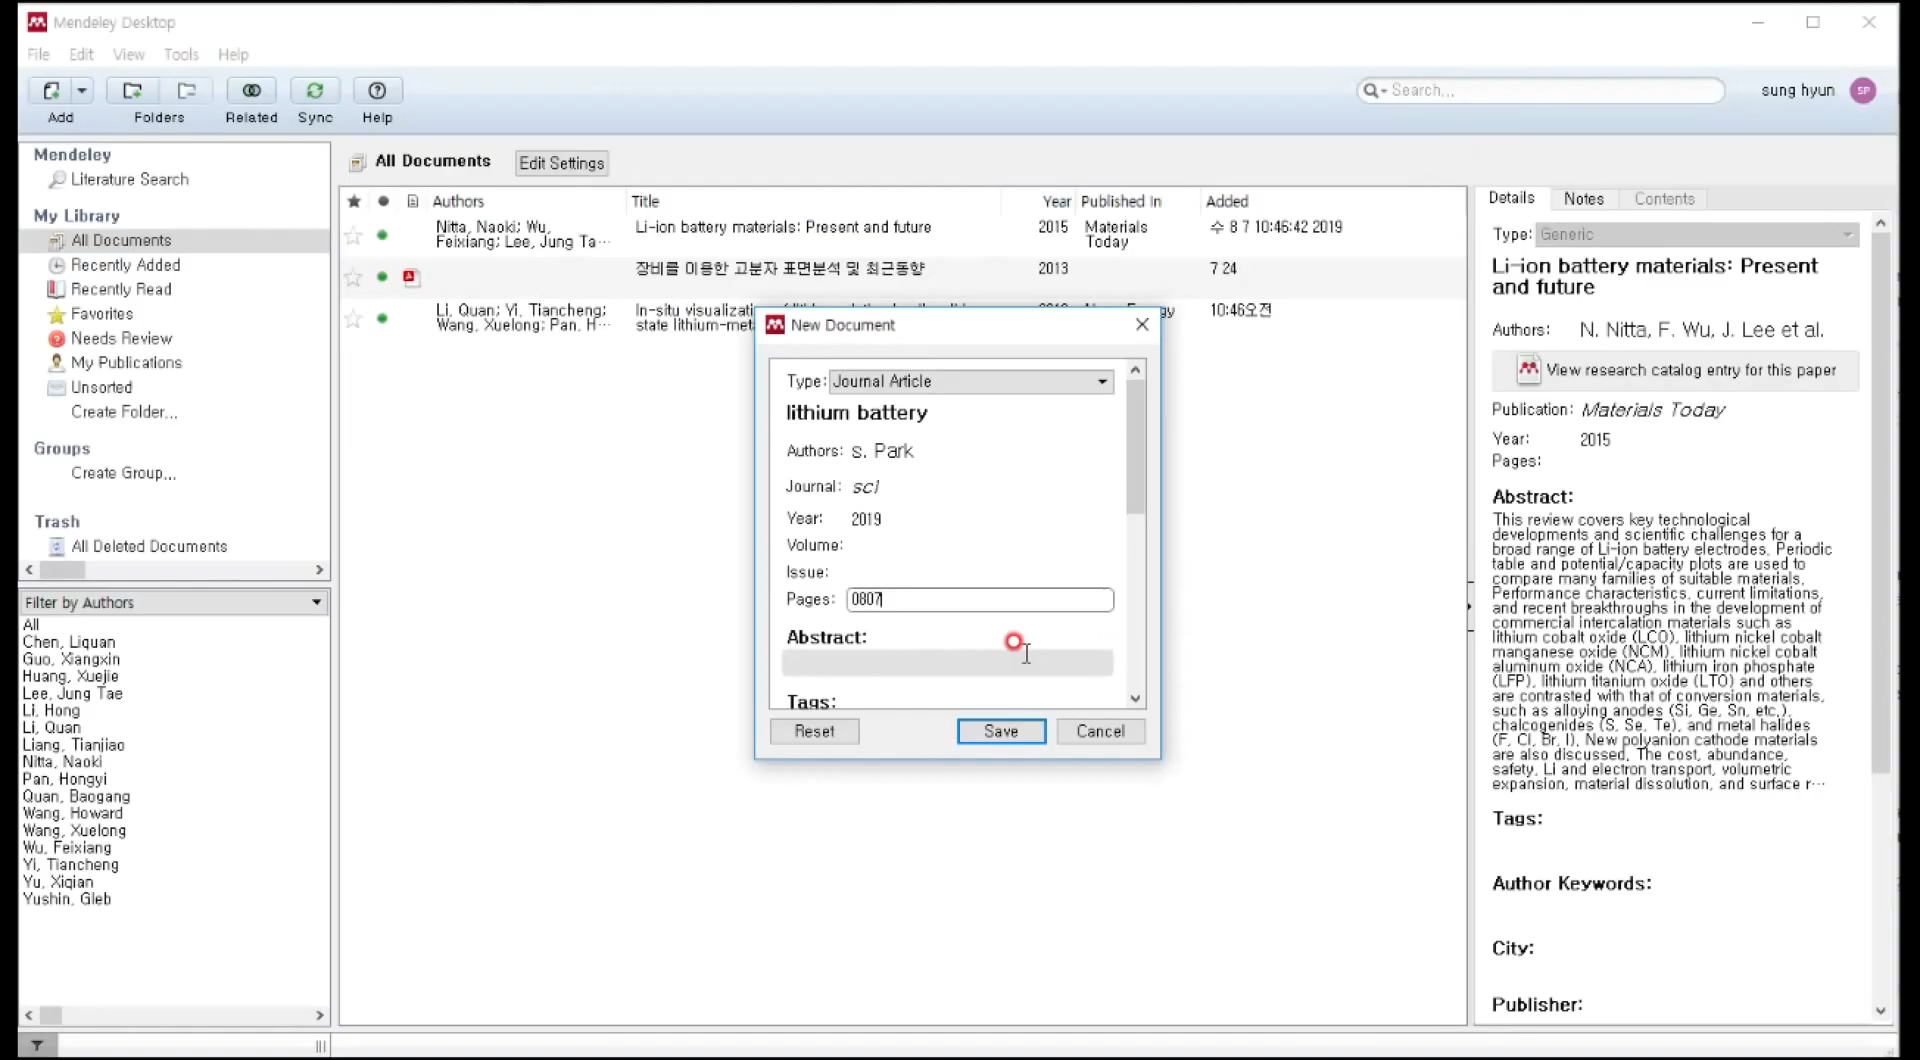 Mendeley Desktop
File Edit View Tools Help
Add Folders Related Sync Help
Search...
sung hyun SP
Mendeley
Literature Search
My Library
All Documents
Recently Added
Recently Read
Favorites
Needs Review
My Publications
Unsorted
Create Folder...
Groups
Create Group...
Trash
All Deleted Documents
Filter by Authors
All
Chen, Liquan
Guo, Xiangxin
Huang, Xuejie
Lee, Jung Tae
Li, Hong
Li, Quan
Liang, Tianjiao
Nitta, Naoki
Pan, Hongyi
Quan, Baogang
Wang, Howard
Wang, Xuelong
Wu, Feixiang
Yi, Tiancheng
Yu, Xiqian
Yushin, Gleb
All Documents Edit Settings
Authors Title Year Published In Added
Nitta, Naoki; Wu, Li-ion battery materials: Present and future 2015 Materials 수 8 7 10:46:42 2019
Feixiang; Lee, Jung Ta… Today
장비를 이용한 고분자 표면분석 및 최근동향 2013 7 24
Li, Quan; Yi, Tiancheng; In-situ visualizati 10:46오전
Wang, Xuelong; Pan, H… state lithium-met
New Document
Type: Journal Article
lithium battery
Authors: s. Park
Journal: sci
Year: 2019
Volume:
Issue:
Pages: 0807
Abstract:
Tags:
Reset Save Cancel
Details Notes Contents
Type: Generic
Li-ion battery materials: Present
and future
Authors: N. Nitta, F. Wu, J. Lee et al.
View research catalog entry for this paper
Publication: Materials Today
Year: 2015
Pages:
Abstract:
This review covers key technological
developments and scientific challenges for a
broad range of Li-ion battery electrodes. Periodic
table and potential/capacity plots are used to
compare many families of suitable materials.
Performance characteristics, current limitations,
and recent breakthroughs in the development of
commercial intercalation materials such as
lithium cobalt oxide (LCO), lithium nickel cobalt
manganese oxide (NCM), lithium nickel cobalt
aluminum oxide (NCA), lithium iron phosphate
(LFP), lithium titanium oxide (LTO) and others
are contrasted with that of conversion materials,
such as alloying anodes (Si, Ge, Sn, etc.),
chalcogenides (S, Se, Te), and metal halides
(F, Cl, Br, I). New polyanion cathode materials
are also discussed. The cost, abundance,
safety, Li and electron transport, volumetric
expansion, material dissolution, and surface r…
Tags:
Author Keywords:
City:
Publisher: